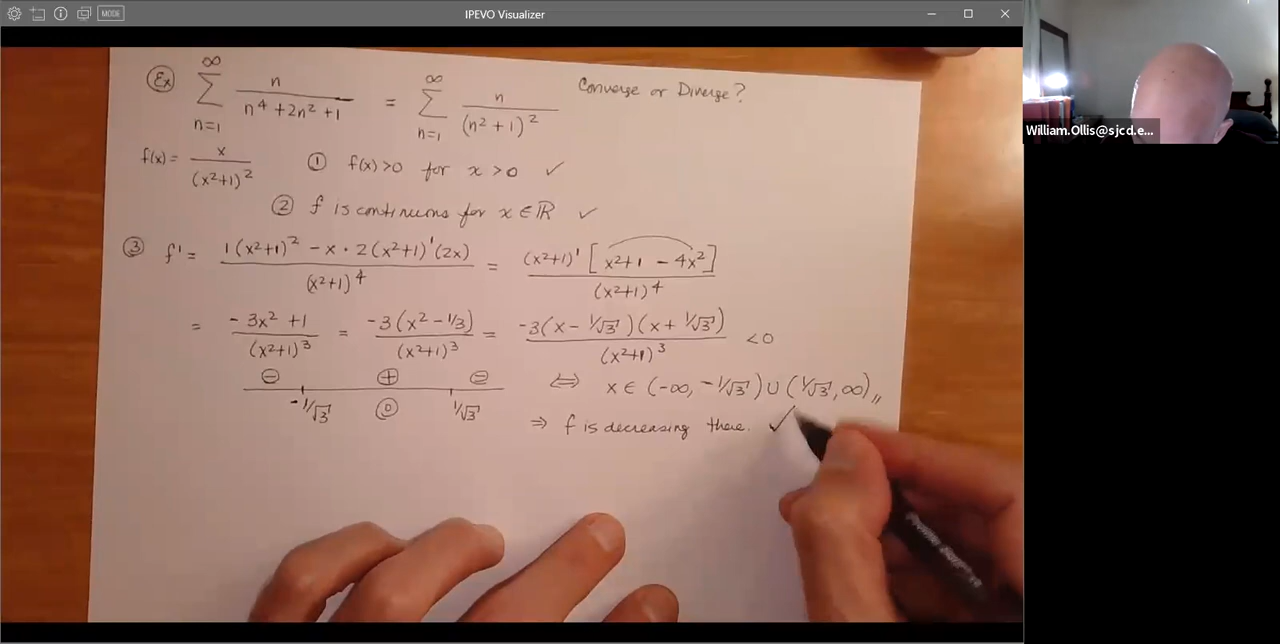 MODE
IPEVO Visualizer
Ex ∑_{n=1}^{∞} n/(n⁴+2n²+1) = ∑_{n=1}^{∞} n/(n²+1)² Converge or Diverge?
f(x) = x/(x²+1)² ① f(x)>0 for x>0 ✓
② f is continuous for x∈ℝ ✓
③ f' = (1(x²+1)² - x · 2(x²+1)'(2x))/(x²+1)⁴ = ((x²+1)'[x²+1 - 4x²])/(x²+1)⁴
= (-3x²+1)/(x²+1)³ = (-3(x²-1/3))/(x²+1)³ = (-3(x-1/√3)(x+1/√3))/(x²+1)³ <0
⊖ ⊕ ⊖
⟺ x∈(-∞, -1/√3)∪(1/√3, ∞),,
-1/√3 0 1/√3
⇒ f is decreasing there. ✓
William.Ollis@sjcd.e...